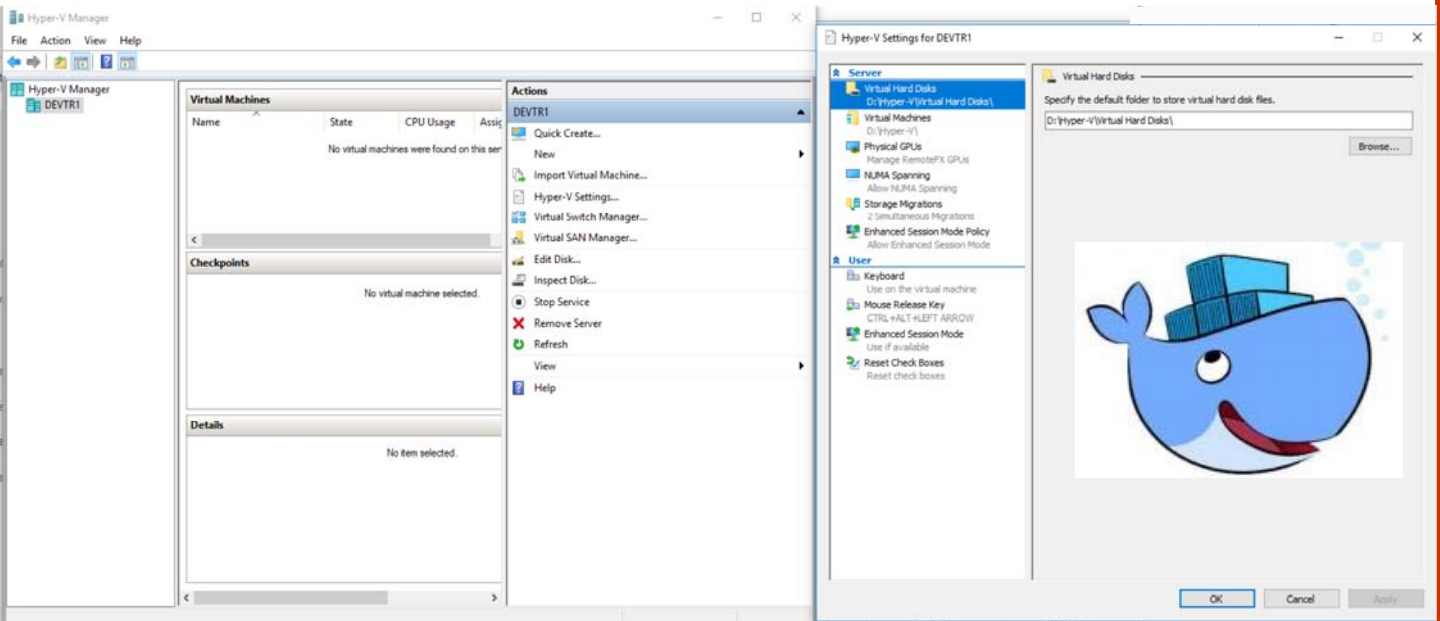 Hyper-V Manager
File Action View Help
Hyper-V Manager
DEVTR1
Virtual Machines
Name State CPU Usage Assig
No virtual machines were found on this ser
Checkpoints
No virtual machine selected.
Details
No item selected.
Actions
DEVTR1
Quick Create...
New
Import Virtual Machine...
Hyper-V Settings...
Virtual Switch Manager...
Virtual SAN Manager...
Edit Disk...
Inspect Disk...
Stop Service
Remove Server
Refresh
View
Help
Hyper-V Settings for DEVTR1
Server
Virtual Hard Disks
D:\Hyper-V\Virtual Hard Disks\
Virtual Machines
D:\Hyper-V\
Physical GPUs
Manage RemoteFX GPUs
NUMA Spanning
Allow NUMA Spanning
Storage Migrations
2 Simultaneous Migrations
Enhanced Session Mode Policy
Allow Enhanced Session Mode
User
Keyboard
Use on the virtual machine
Mouse Release Key
CTRL+ALT+LEFT ARROW
Enhanced Session Mode
Use if available
Reset Check Boxes
Reset check boxes
Virtual Hard Disks
Specify the default folder to store virtual hard disk files.
D:\Hyper-V\Virtual Hard Disks\
Browse...
OK Cancel Apply